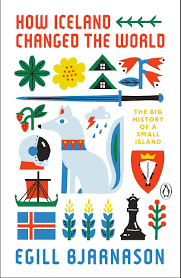 HOW ICELAND
CHANGED THE WORLD
THE BIG
HISTORY OF A
SMALL
ISLAND
EGILL BJARNASON